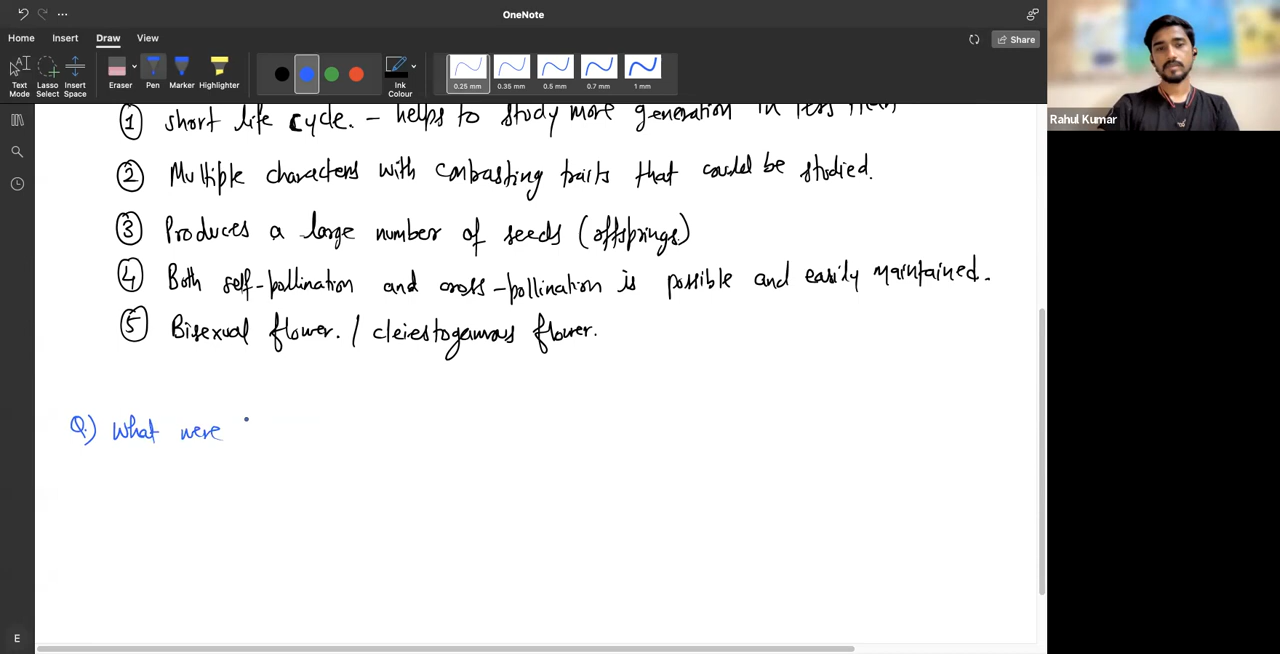 OneNote
Home Insert Draw View
Share
Text Mode Lasso Select Insert Space Eraser Pen Marker Highlighter Ink Colour 0.25 mm 0.35 mm 0.5 mm 0.7 mm 1 mm
Rahul Kumar
① Short life cycle. - helps to study more generation in less
② Multiple characters with contrasting traits that could be studied.
③ Produces a large number of seeds (offsprings)
④ Both self-pollination and cross-pollination is possible and easily maintained.
⑤ Bisexual flower. / cleiestogamous flower.
Q.) What were
E